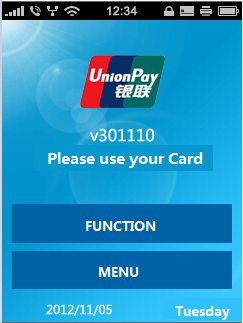 12:34
UnionPay
银联
v301110
Please use your Card
FUNCTION
MENU
2012/11/05 Tuesday